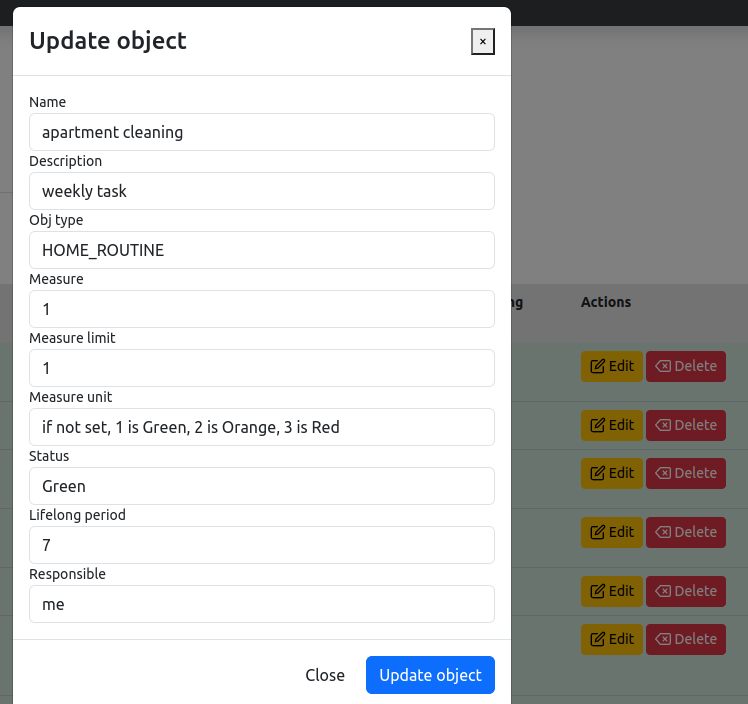 Update object
×
Name
apartment cleaning
Description
weekly task
Obj type
HOME_ROUTINE
Measure
1
Measure limit
1
Measure unit
if not set, 1 is Green, 2 is Orange, 3 is Red
Status
Green
Lifelong period
7
Responsible
me
Close
Update object
Actions
Edit Delete
Edit Delete
Edit Delete
Edit Delete
Edit Delete
Edit Delete